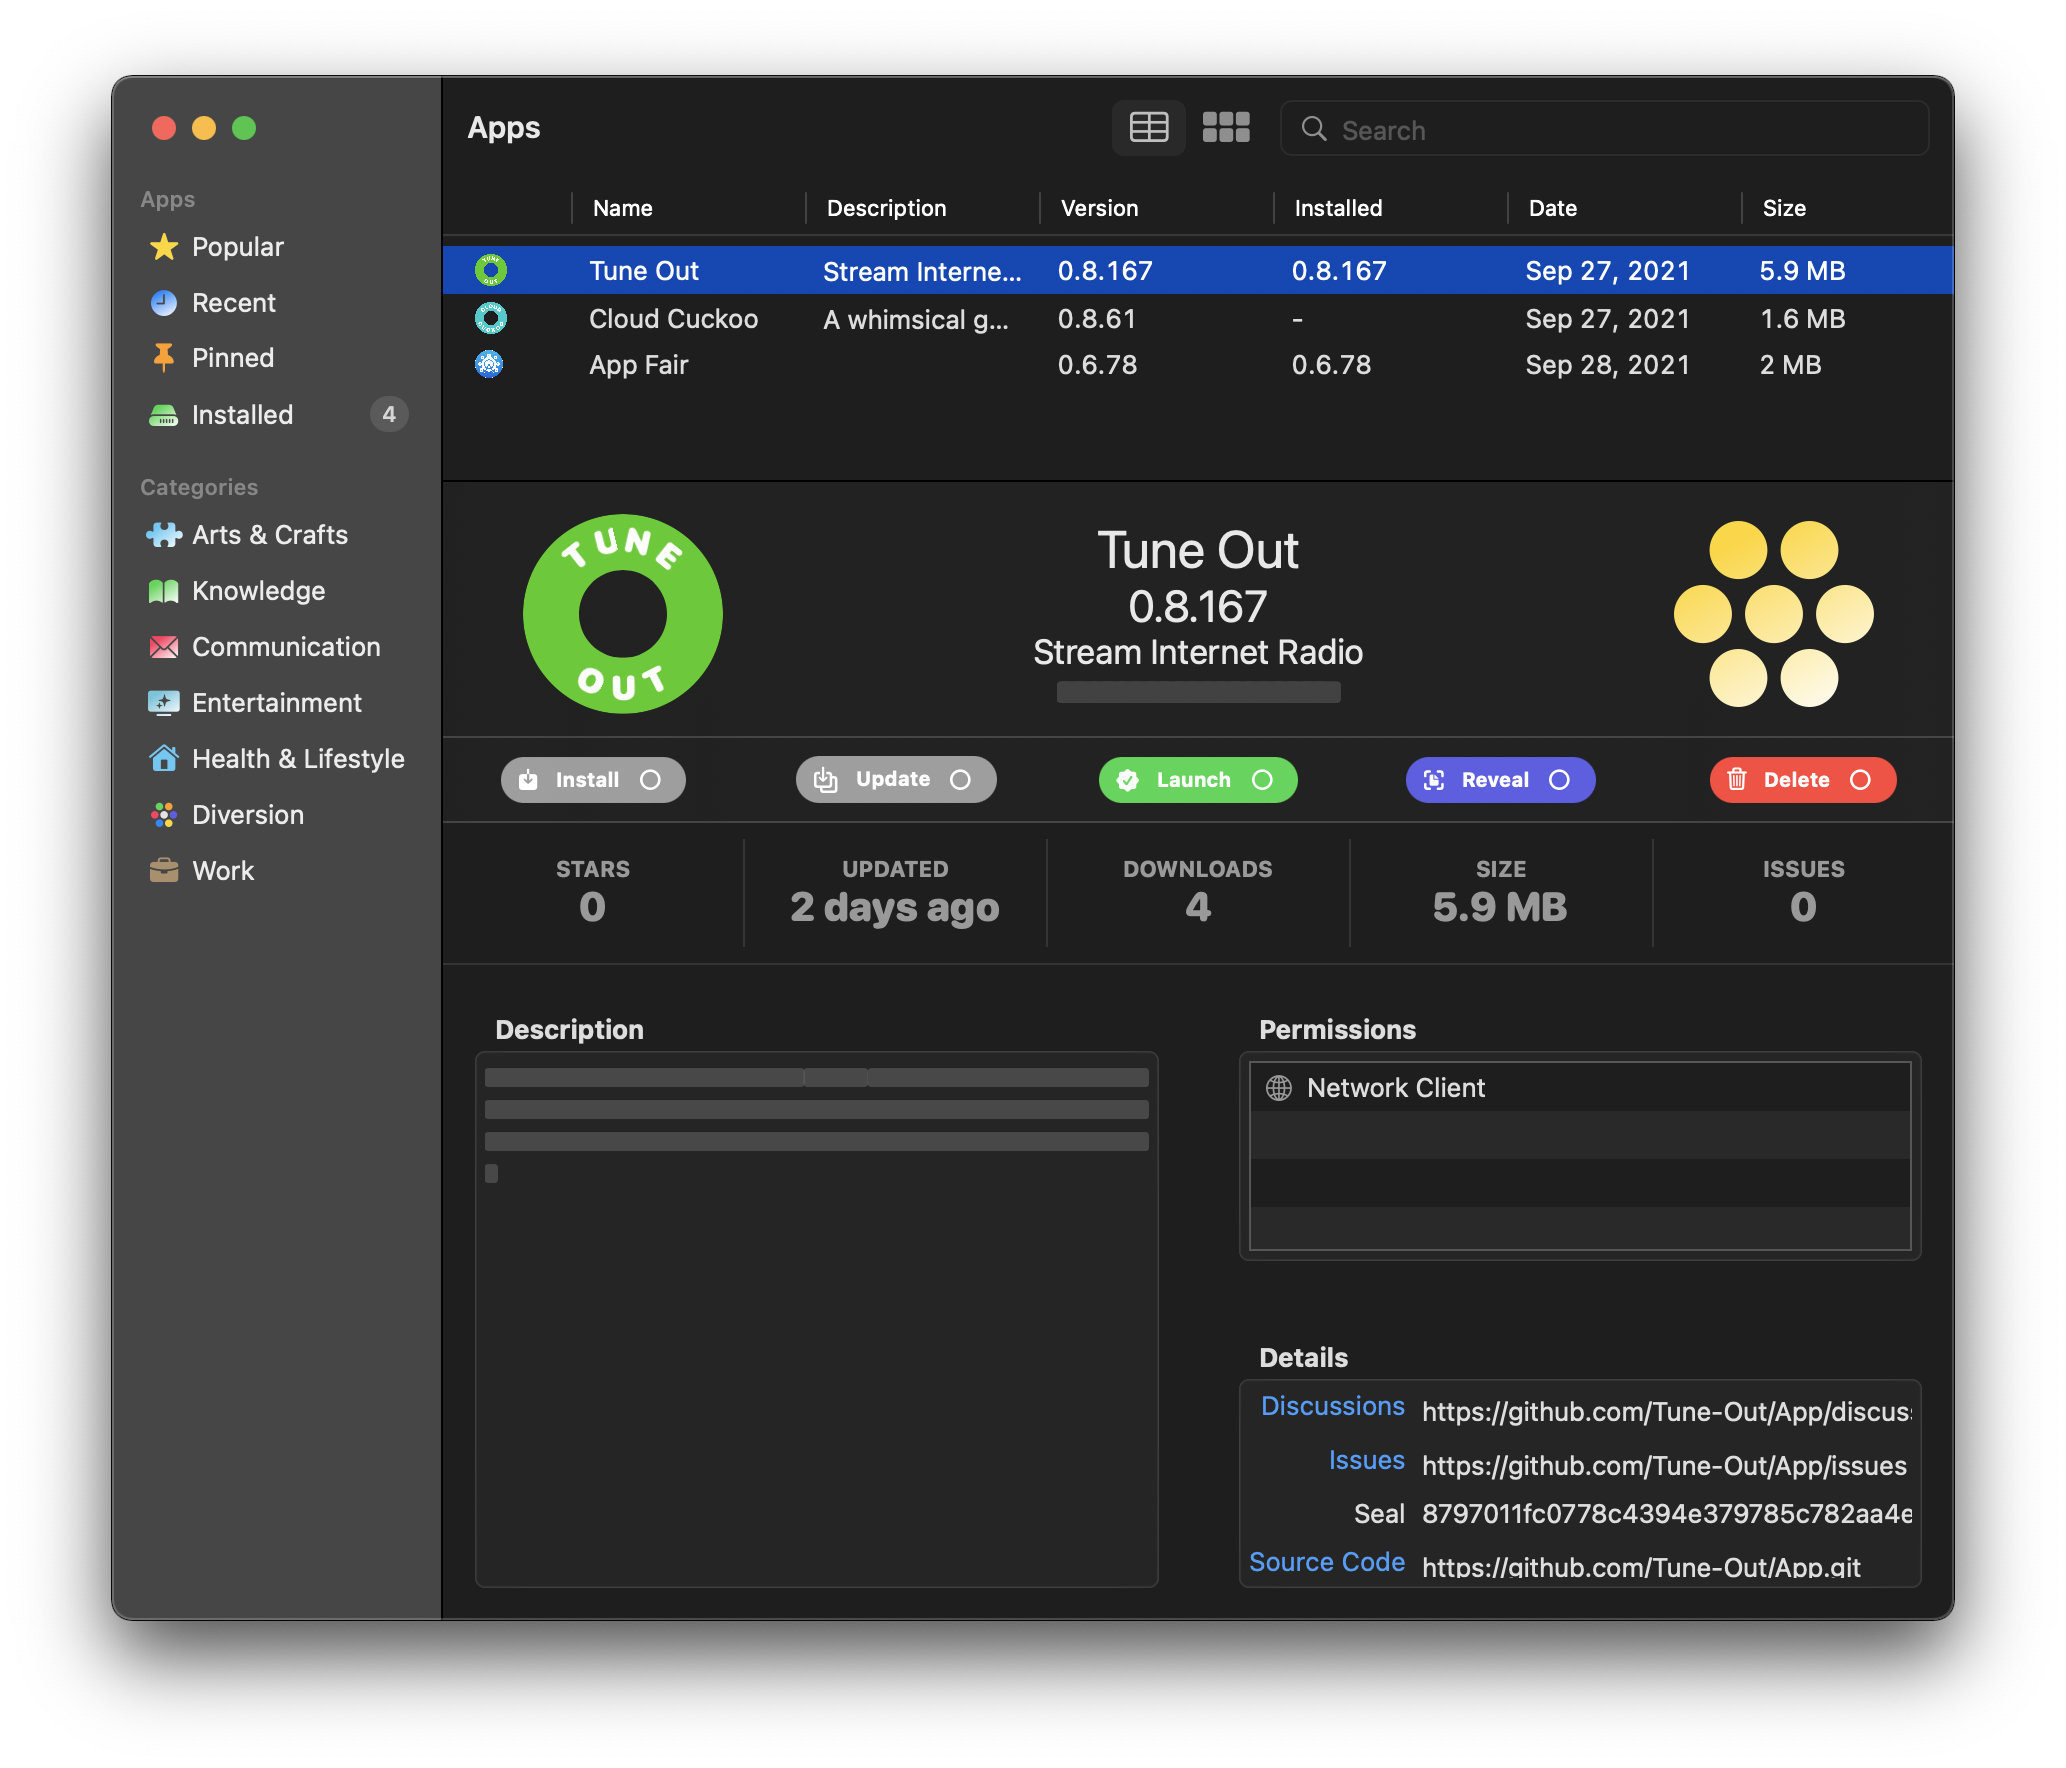 Apps
Popular
Recent
Pinned
Installed 4
Categories
Arts & Crafts
Knowledge
Communication
Entertainment
Health & Lifestyle
Diversion
Work
Apps
Search
Name Description Version Installed Date Size
TUNE OUT Tune Out Stream Interne... 0.8.167 0.8.167 Sep 27, 2021 5.9 MB
CLOUD CUCKOO Cloud Cuckoo A whimsical g... 0.8.61 - Sep 27, 2021 1.6 MB
App Fair 0.6.78 0.6.78 Sep 28, 2021 2 MB
TUNE
OUT
Tune Out
0.8.167
Stream Internet Radio
Install Update Launch Reveal Delete
STARS UPDATED DOWNLOADS SIZE ISSUES
0 2 days ago 4 5.9 MB 0
Description
Permissions
Network Client
Details
Discussions https://github.com/Tune-Out/App/discus
Issues https://github.com/Tune-Out/App/issues
Seal 8797011fc0778c4394e379785c782aa4e
Source Code https://github.com/Tune-Out/App.git